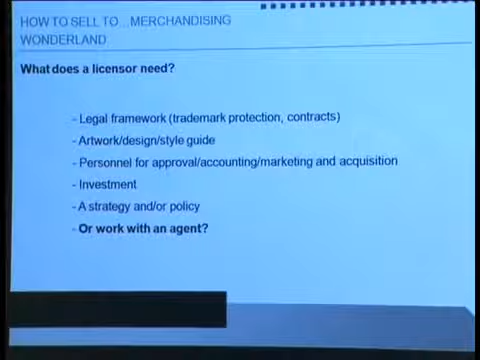 HOW TO SELL TO...MERCHANDISING
WONDERLAND
What does a licensor need?
- Legal framework (trademark protection, contracts)
- Artwork/design/style guide
- Personnel for approval/accounting/marketing and acquisition
- Investment
- A strategy and/or policy
- Or work with an agent?